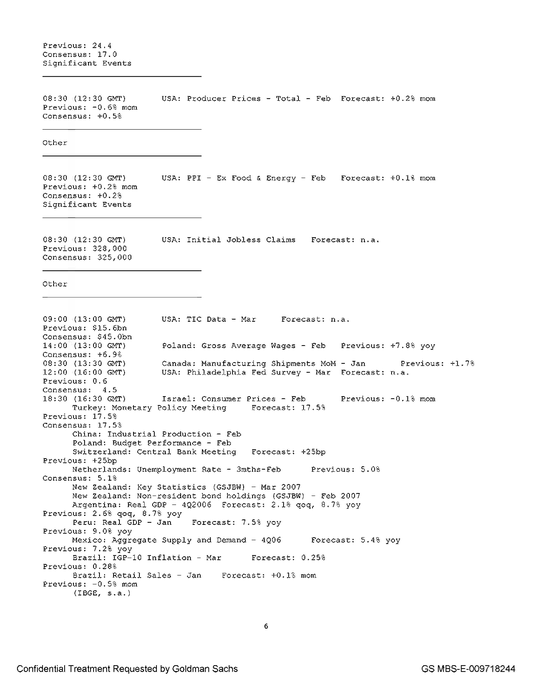 Previous: 24.4
Consensus: 17.0
Significant Events
08:30 (12:30 GMT) USA: Producer Prices - Total - Feb Forecast: +0.2% mom
Previous: -0.6% mom
Consensus: +0.5%
Other
08:30 (12:30 GMT) USA: PPI - Ex Food & Energy - Feb Forecast: +0.1% mom
Previous: +0.2% mom
Consensus: +0.2%
Significant Events
08:30 (12:30 GMT) USA: Initial Jobless Claims Forecast: n.a.
Previous: 328,000
Consensus: 325,000
Other
09:00 (13:00 GMT) USA: TIC Data - Mar Forecast: n.a.
Previous: $15.6bn
Consensus: $45.0bn
14:00 (13:00 GMT) Poland: Gross Average Wages - Feb Previous: +7.8% yoy
Consensus: +6.9%
08:30 (13:30 GMT) Canada: Manufacturing Shipments MoM - Jan Previous: +1.7%
12:00 (16:00 GMT) USA: Philadelphia Fed Survey - Mar Forecast: n.a.
Previous: 0.6
Consensus: 4.5
18:30 (16:30 GMT) Israel: Consumer Prices - Feb Previous: -0.1% mom
Turkey: Monetary Policy Meeting Forecast: 17.5%
Previous: 17.5%
Consensus: 17.5%
China: Industrial Production - Feb
Poland: Budget Performance - Feb
Switzerland: Central Bank Meeting Forecast: +25bp
Previous: +25bp
Netherlands: Unemployment Rate - 3mths-Feb Previous: 5.0%
Consensus: 5.1%
New Zealand: Key Statistics (GSJBW) - Mar 2007
New Zealand: Non-resident bond holdings (GSJBW) - Feb 2007
Argentina: Real GDP - 4Q2006 Forecast: 2.1% qoq, 8.7% yoy
Previous: 2.6% qoq, 8.7% yoy
Peru: Real GDP - Jan Forecast: 7.5% yoy
Previous: 9.0% yoy
Mexico: Aggregate Supply and Demand - 4Q06 Forecast: 5.4% yoy
Previous: 7.2% yoy
Brazil: IGP-10 Inflation - Mar Forecast: 0.25%
Previous: 0.28%
Brazil: Retail Sales - Jan Forecast: +0.1% mom
Previous: -0.5% mom
(IBGE, s.a.)
6
Confidential Treatment Requested by Goldman Sachs GS MBS-E-009718244